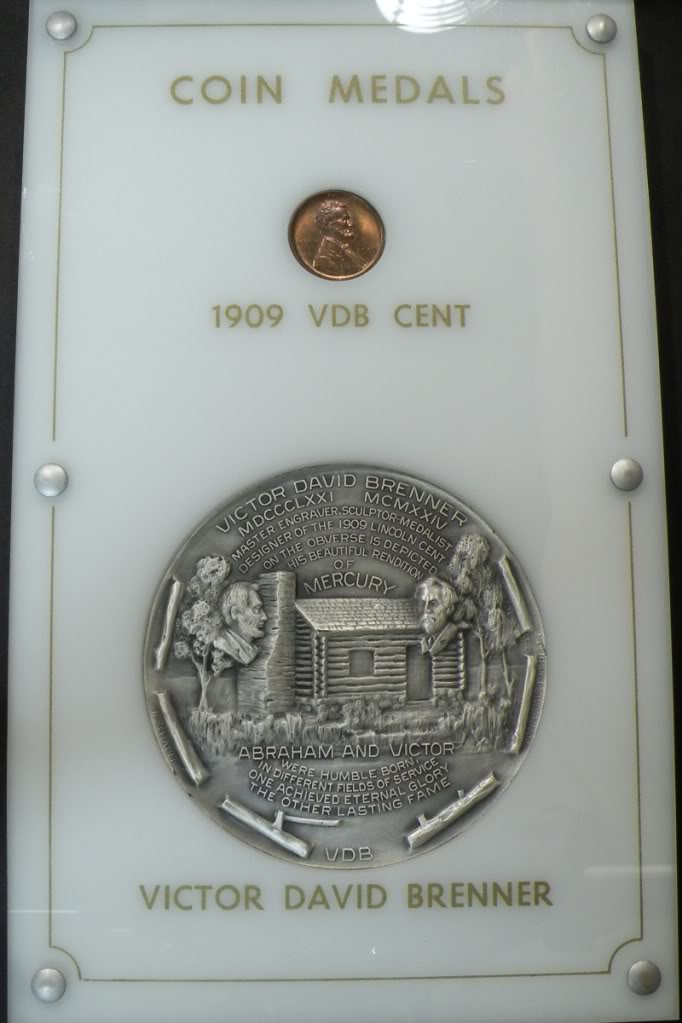 COIN MEDALS
1909 VDB CENT
VICTOR DAVID BRENNER
MDCCCLXXI MCMXXIV
MASTER ENGRAVER, SCULPTOR-MEDALIST
DESIGNER OF THE 1909 LINCOLN CENT
ON THE OBVERSE IS DEPICTED
HIS BEAUTIFUL RENDITION
OF
MERCURY
ABRAHAM AND VICTOR
WERE HUMBLE BORN,
IN DIFFERENT FIELDS OF SERVICE
ONE ACHIEVED ETERNAL GLORY
THE OTHER LASTING FAME
VDB
VICTOR DAVID BRENNER